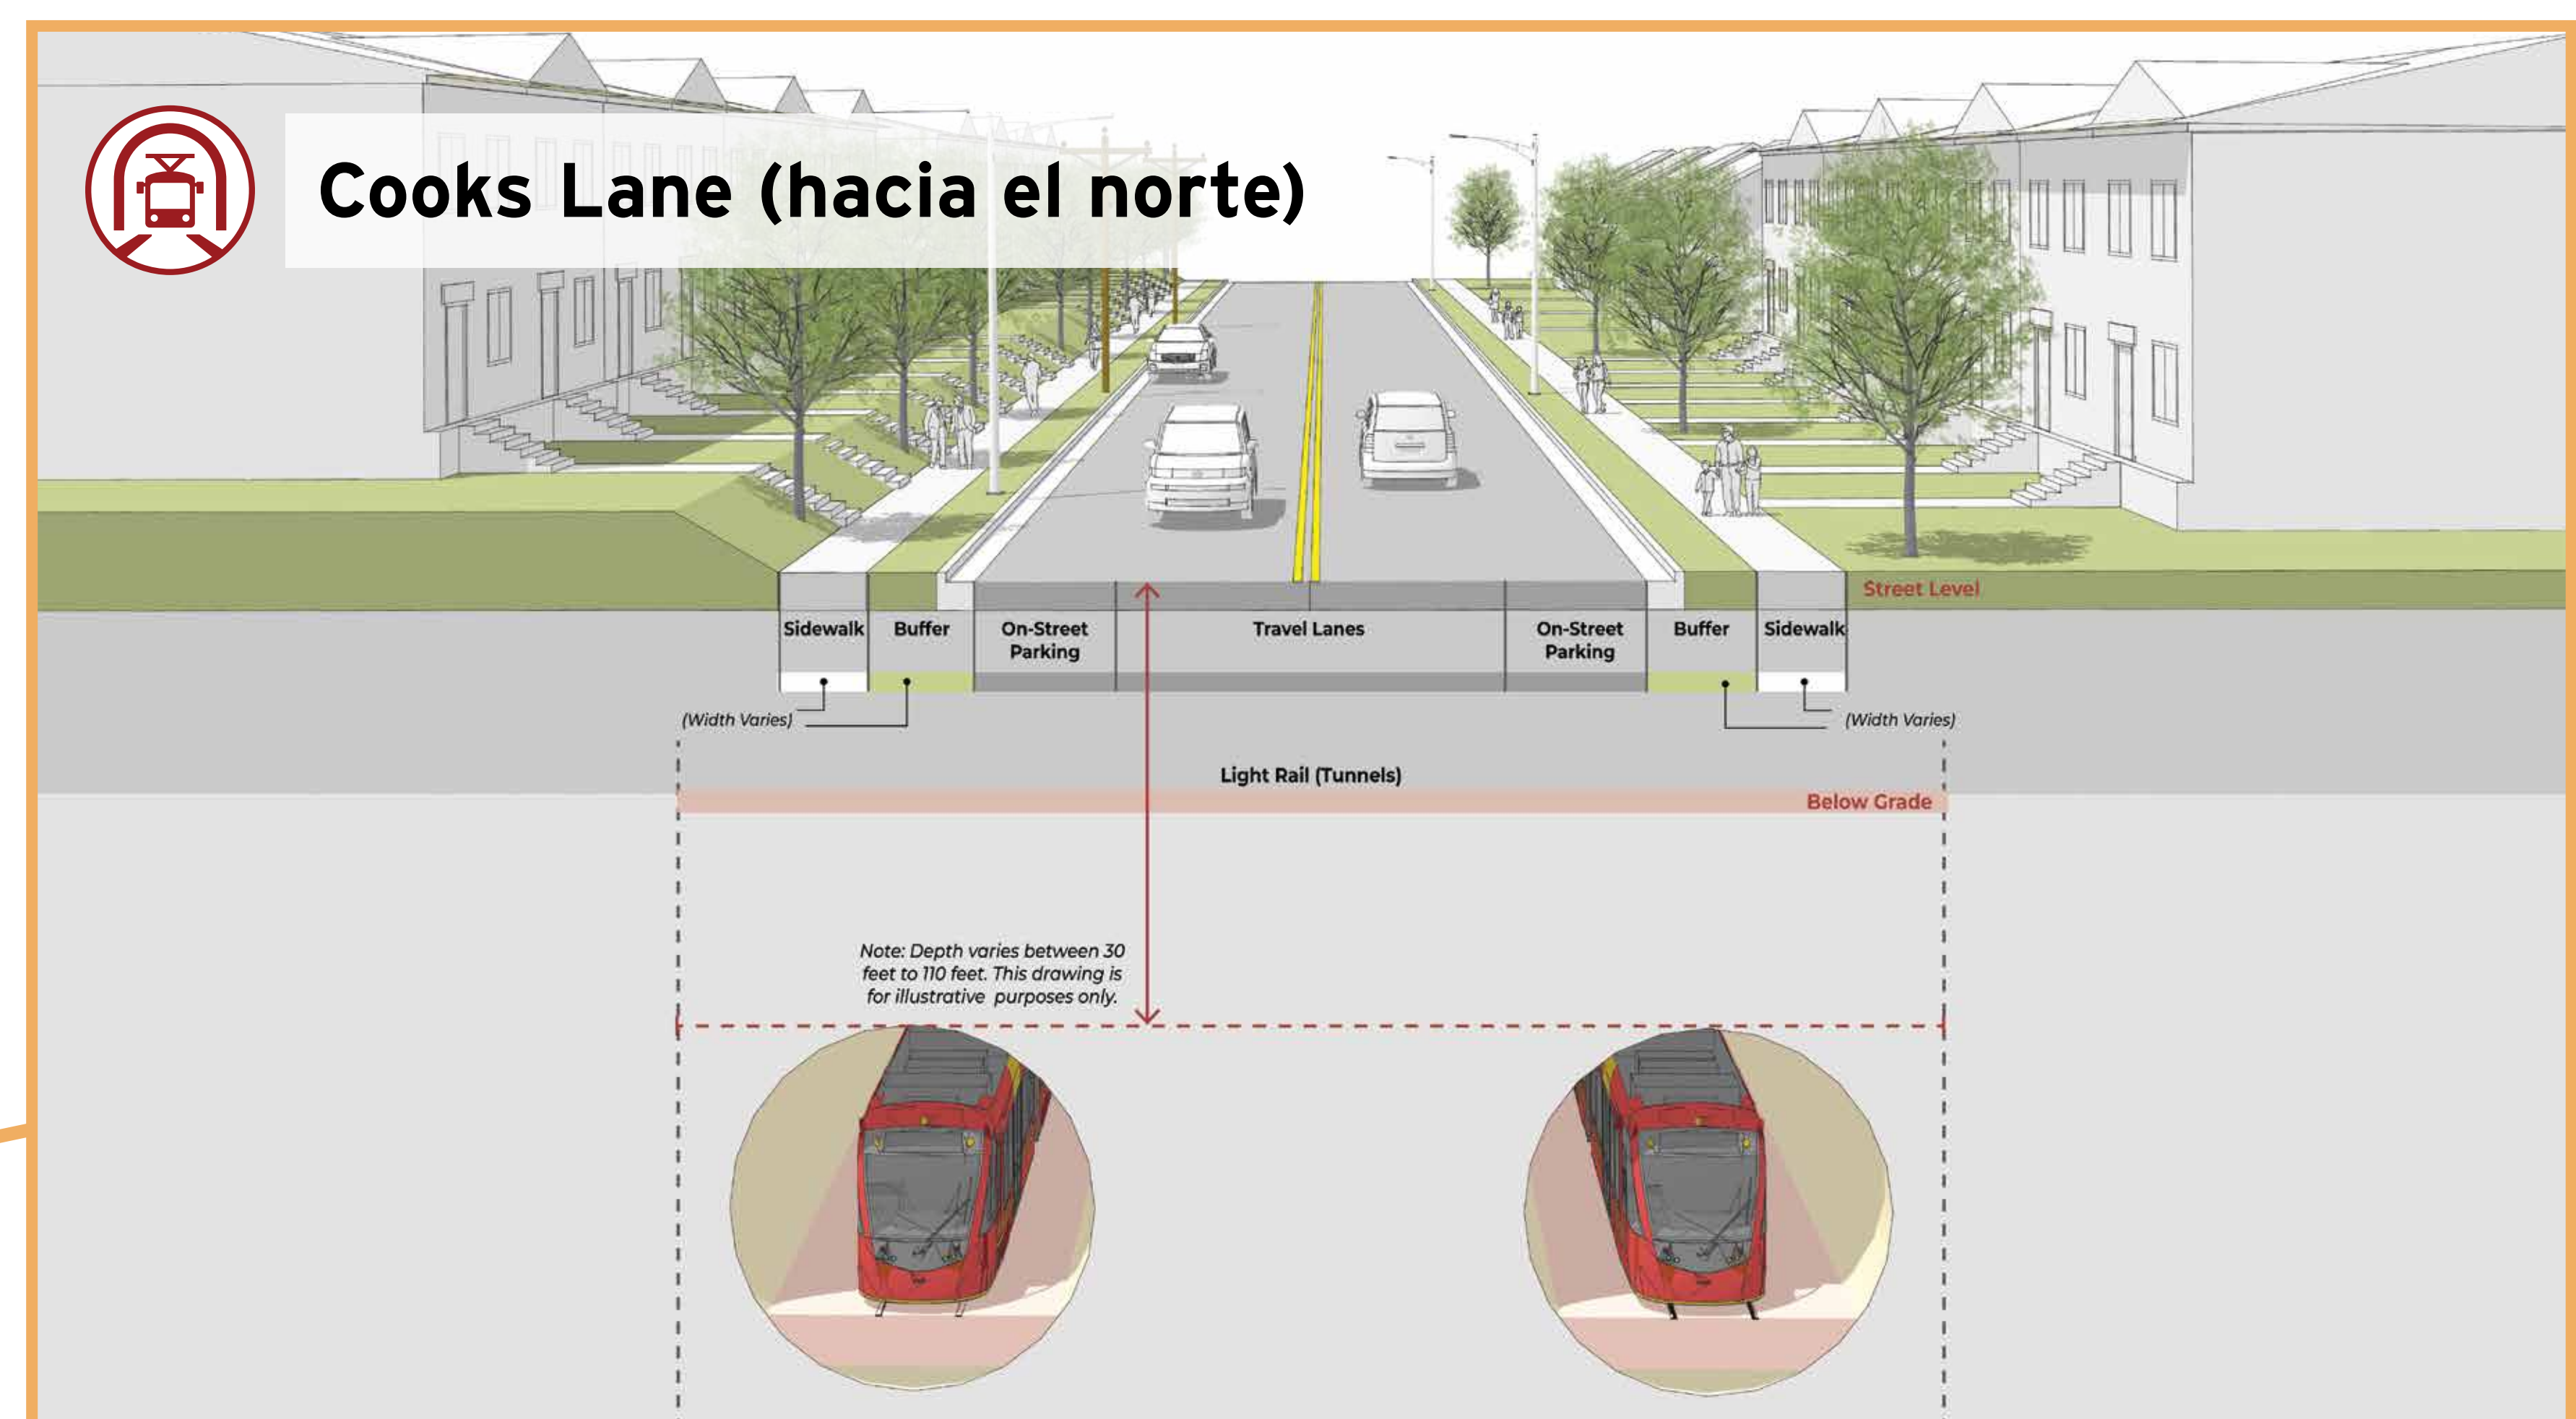 Cooks Lane (hacia el norte)
Street Level
Sidewalk
Buffer
On-Street
Parking
Travel Lanes
On-Street
Parking
Buffer
Sidewalk
(Width Varies)
(Width Varies)
Light Rail (Tunnels)
Below Grade
Note: Depth varies between 30
feet to 110 feet. This drawing is
for illustrative purposes only.